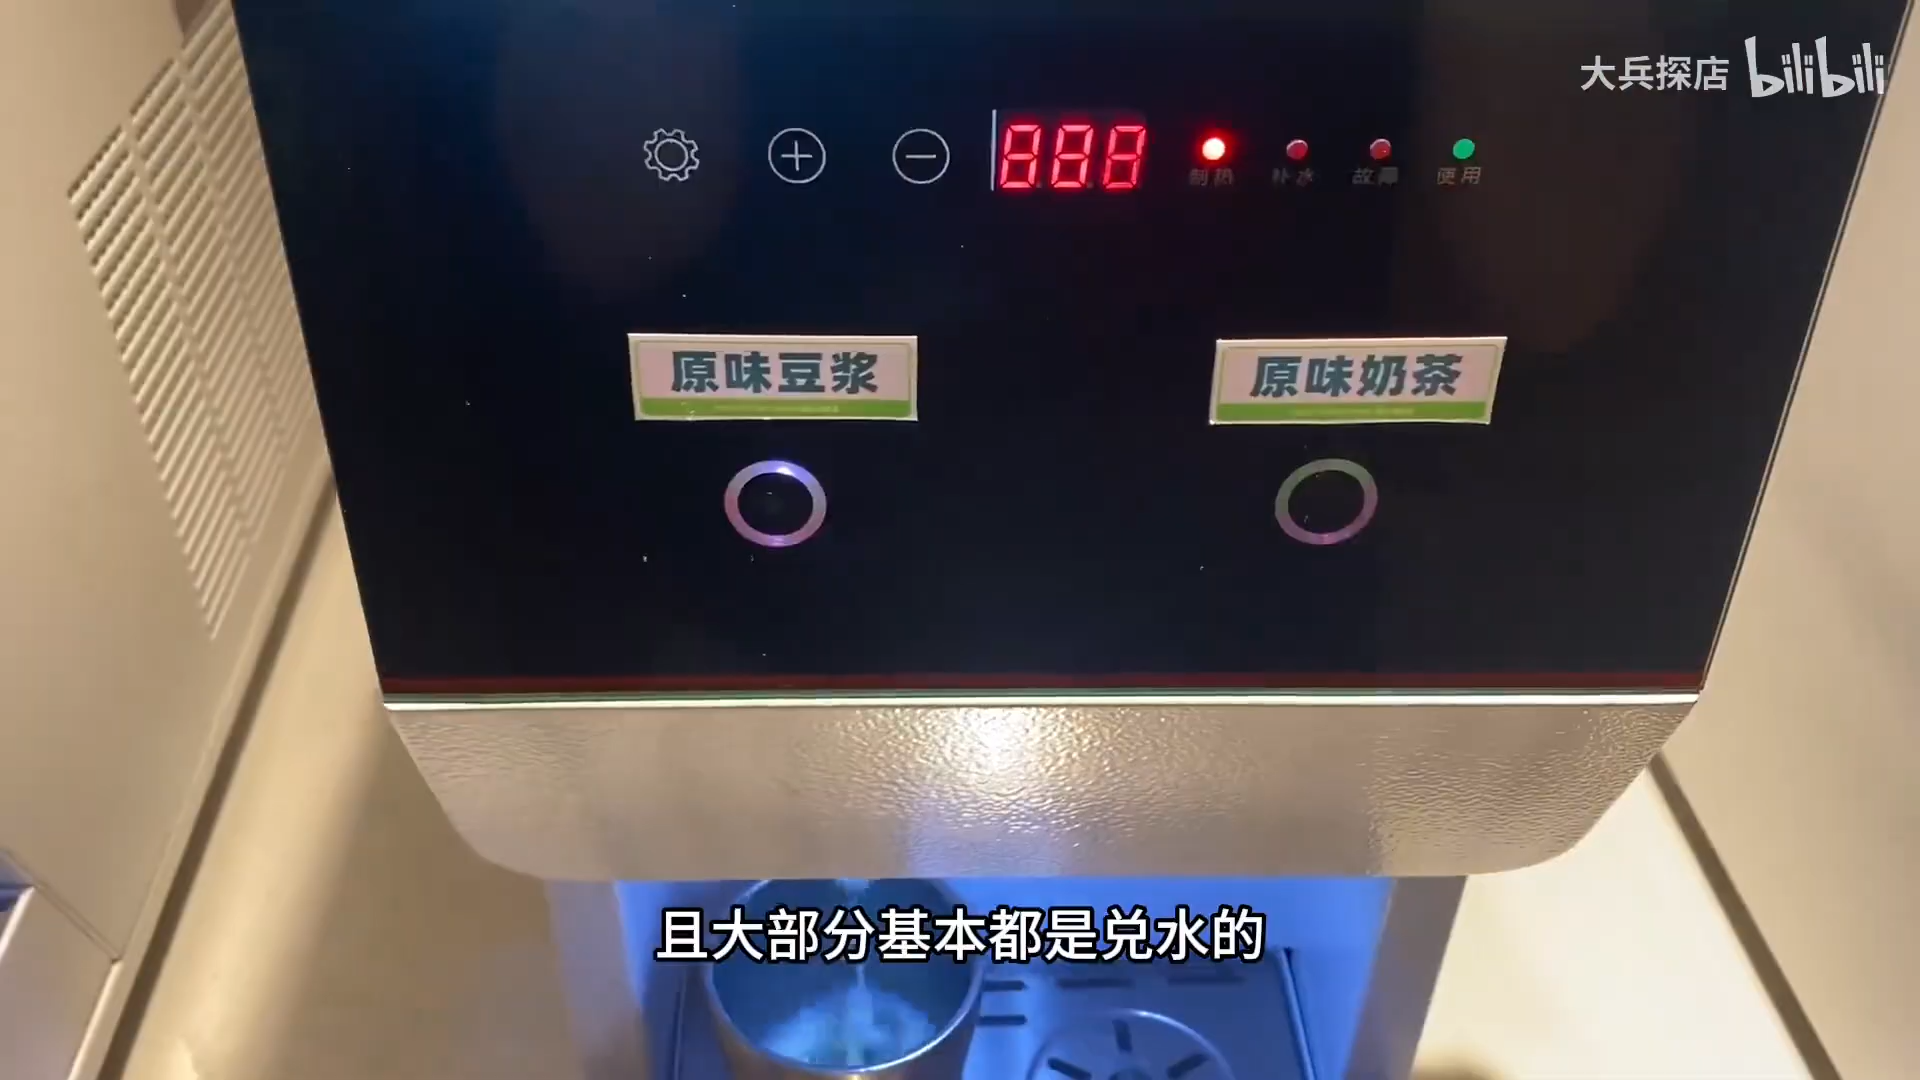 大兵探店 bilibili
888
制热 补水 故障 使用
原味豆浆
原味奶茶
且大部分基本都是兑水的